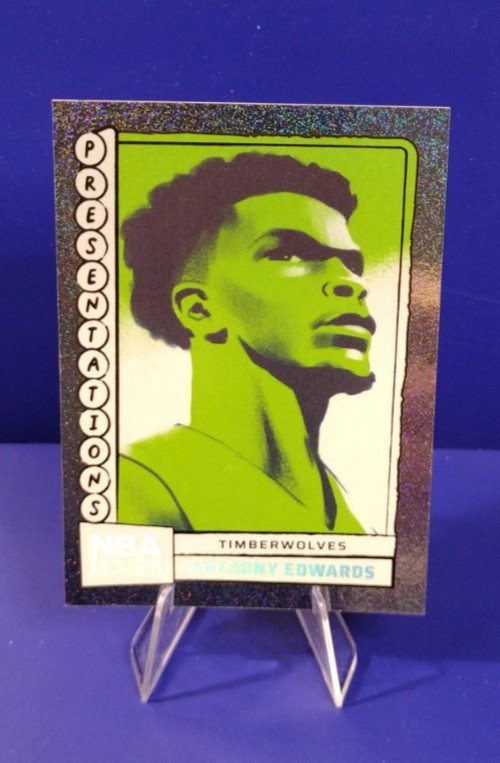 PRESENTATIONS
NBA
HOOPS
TIMBERWOLVES
ANTHONY EDWARDS